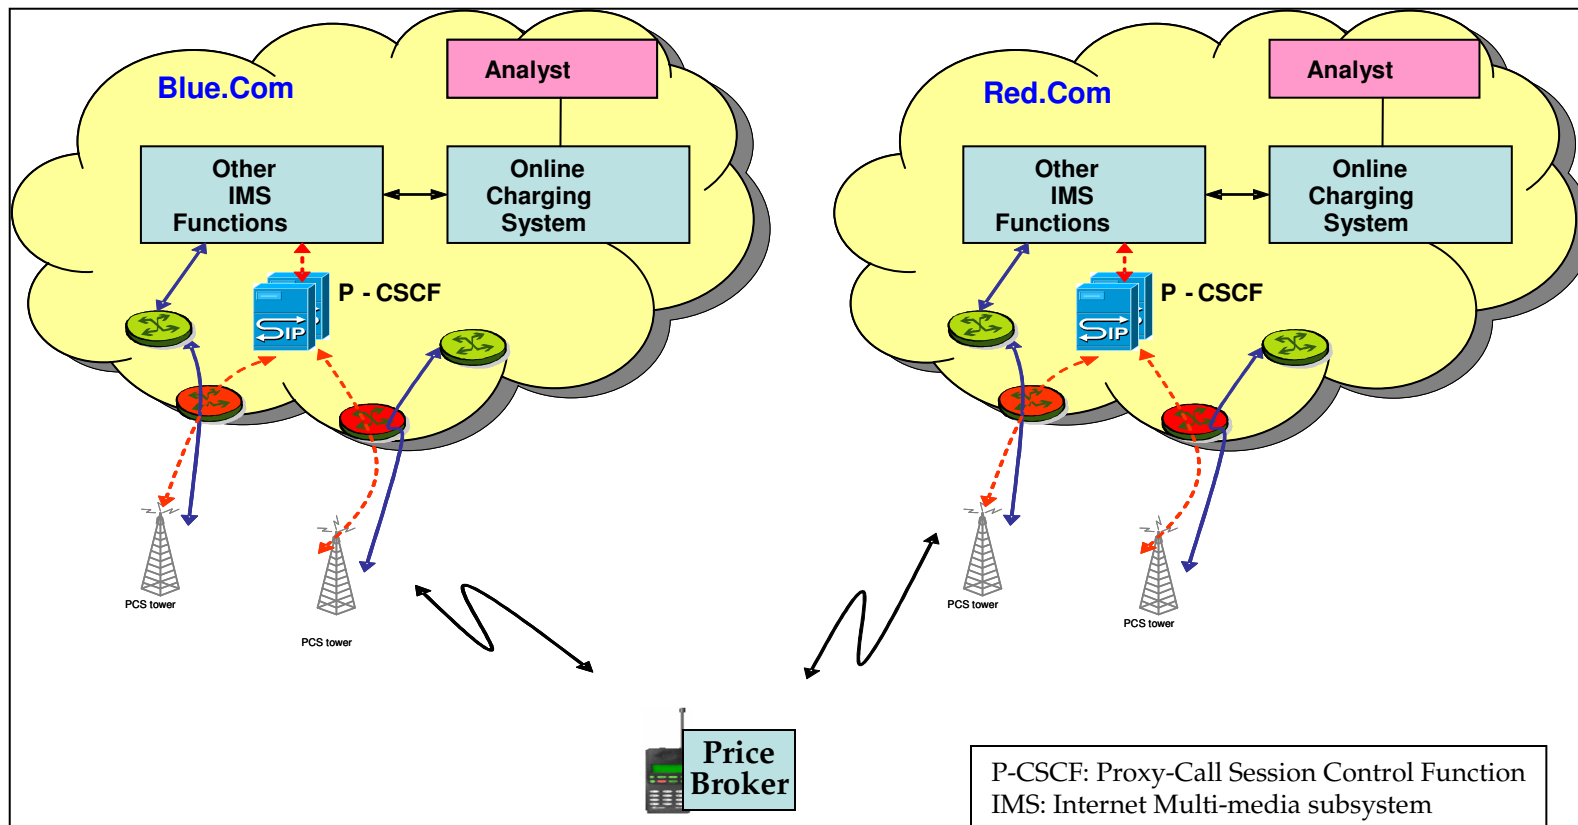 Blue.Com
Analyst
Other
IMS
Functions
Online
Charging
System
P - CSCF
SIP
PCS tower
PCS tower
Red.Com
Analyst
Other
IMS
Functions
Online
Charging
System
P - CSCF
SIP
PCS tower
PCS tower
Price
Broker
P-CSCF: Proxy-Call Session Control Function
IMS: Internet Multi-media subsystem